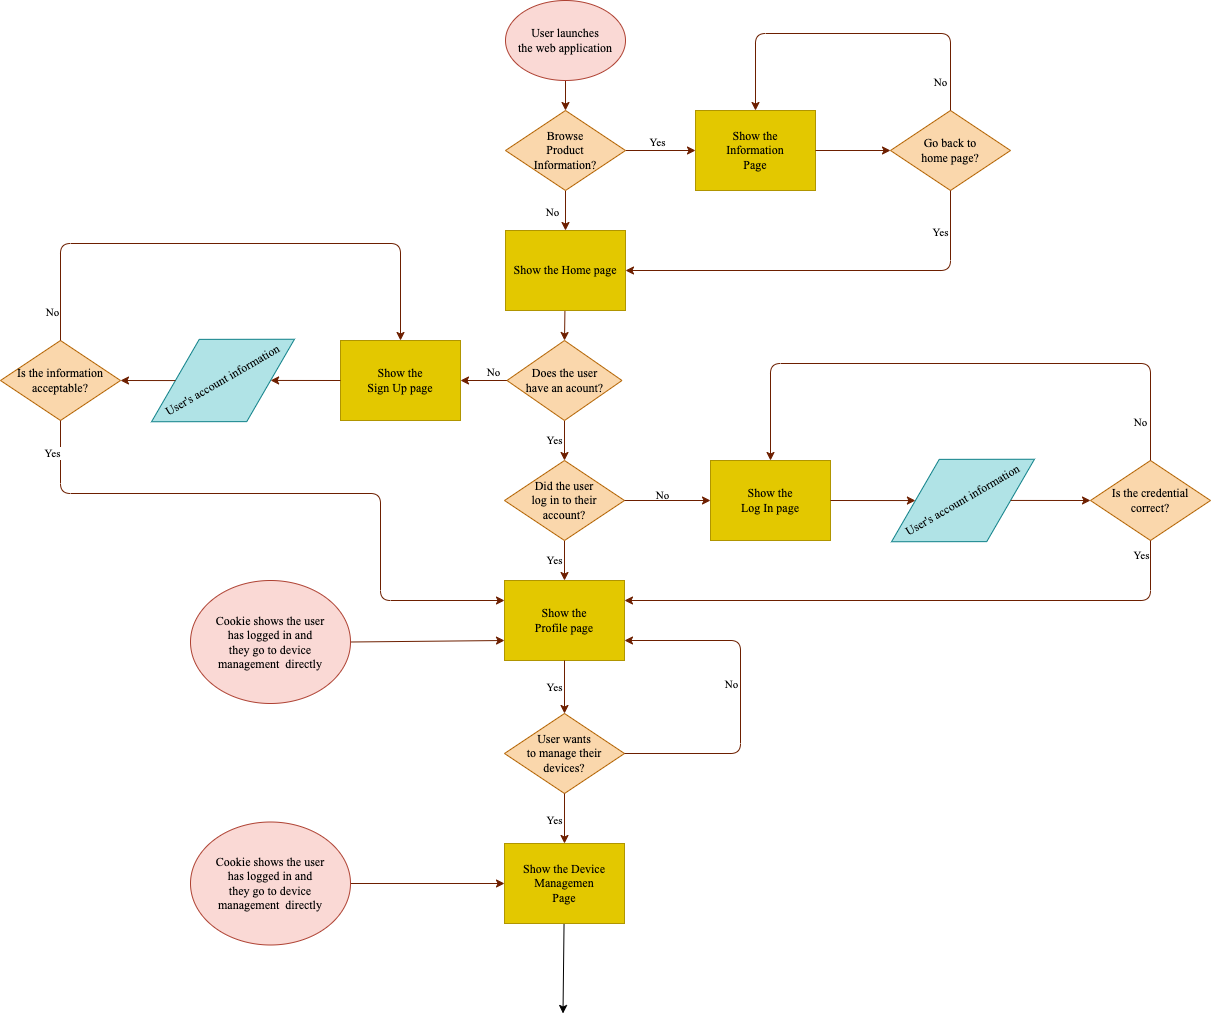 User launches
the web application
Browse
Product
Information?
Yes
Show the
Information
Page
Go back to
home page?
No
Yes
No
Show the Home page
Does the user
have an acount?
No
Show the
Sign Up page
User's account information
Is the information
acceptable?
No
Yes
Yes
Did the user
log in to their
account?
No
Show the
Log In page
User's account information
Is the credential
correct?
No
Yes
Yes
Show the
Profile page
Cookie shows the user
has logged in and
they go to device
management directly
Yes
No
User wants
to manage their
devices?
Yes
Cookie shows the user
has logged in and
they go to device
management directly
Show the Device
Managemen
Page